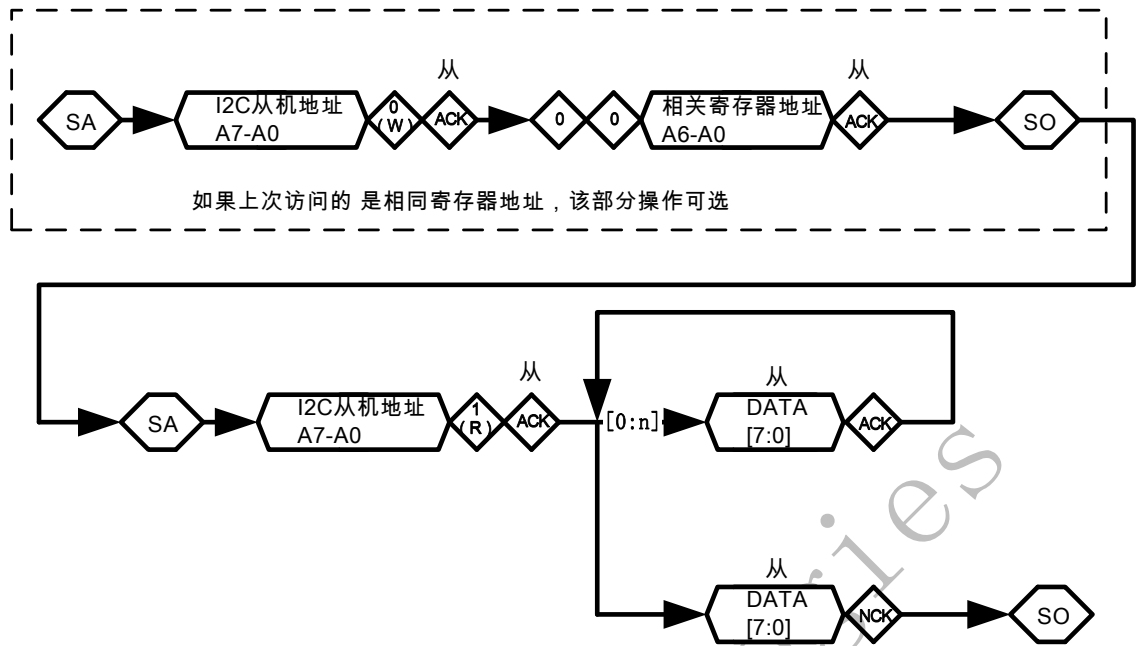 从
从
SA
I2C从机地址
A7-A0
0
(W)
ACK
0
0
相关寄存器地址
A6-A0
ACK
SO
如果上次访问的 是相同寄存器地址，该部分操作可选
从
从
SA
I2C从机地址
A7-A0
1
(R)
ACK
[0:n]
DATA
[7:0]
ACK
从
DATA
[7:0]
NCK
SO